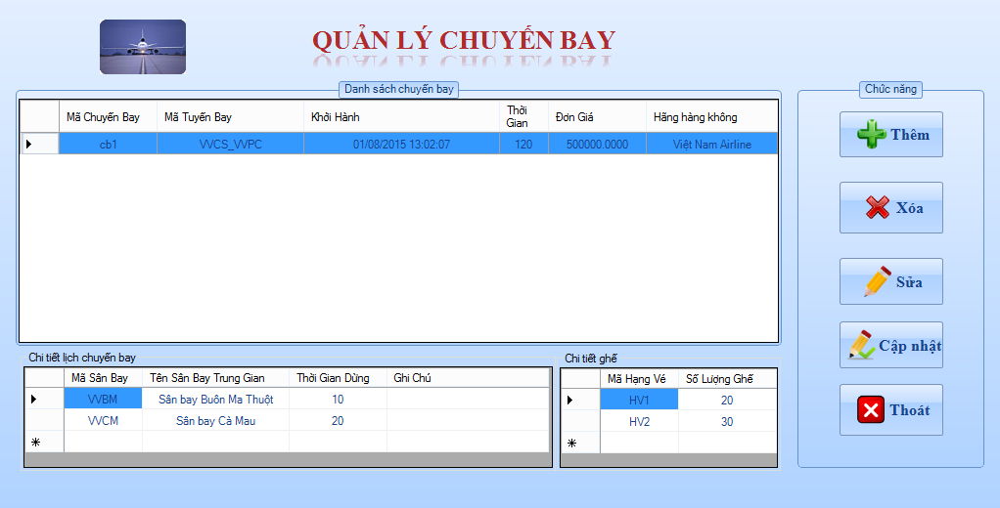 QUẢN LÝ CHUYẾN BAY
Danh sách chuyến bay
Mã Chuyến Bay Mã Tuyến Bay Khởi Hành Thời Gian Đơn Giá Hãng hàng không
cb1 VVCS_VVPC 01/08/2015 13:02:07 120 500000.0000 Việt Nam Airline
Chi tiết lịch chuyến bay
Mã Sân Bay Tên Sân Bay Trung Gian Thời Gian Dừng Ghi Chú
VVBM Sân bay Buôn Ma Thuột 10
VVCM Sân bay Cà Mau 20
Chi tiết ghế
Mã Hạng Vé Số Lượng Ghế
HV1 20
HV2 30
Chức năng
Thêm
Xóa
Sửa
Cập nhật
Thoát